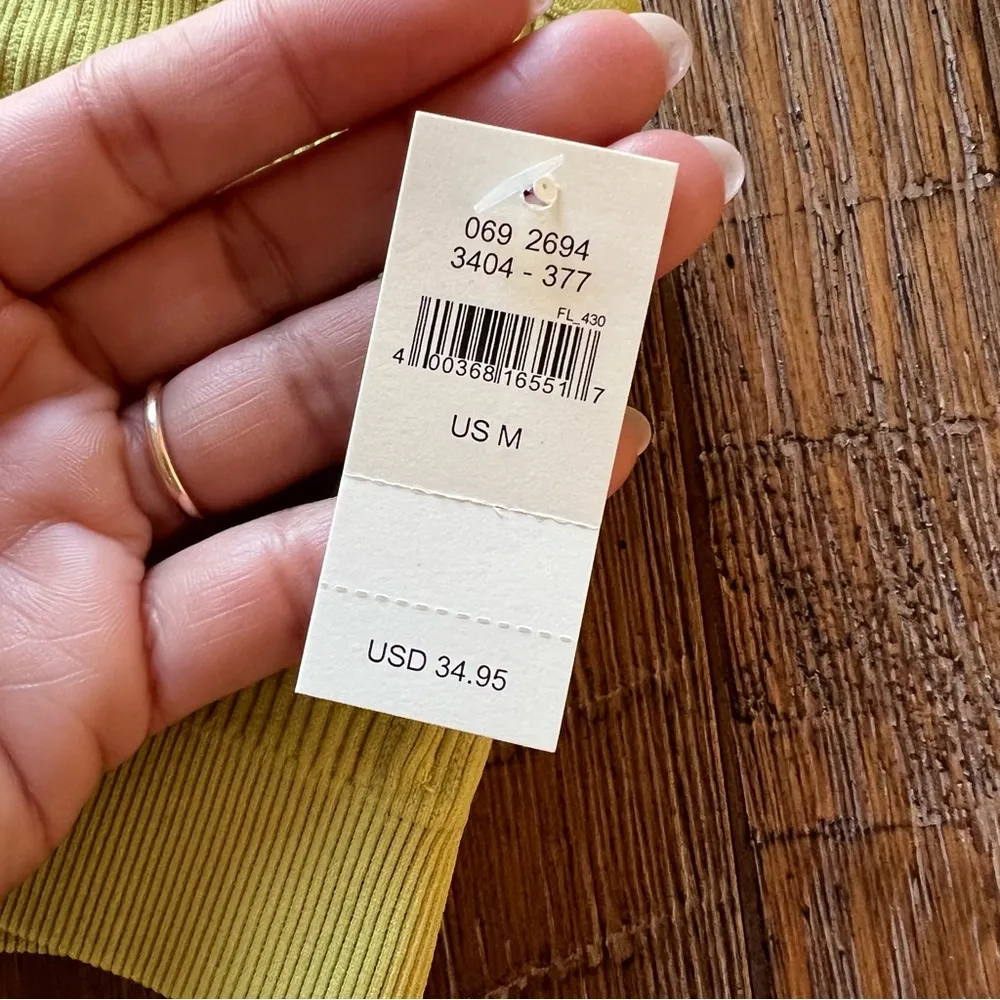 069 2694
3404 - 377
FL_430
4 00368 16551 7
US M
USD 34.95